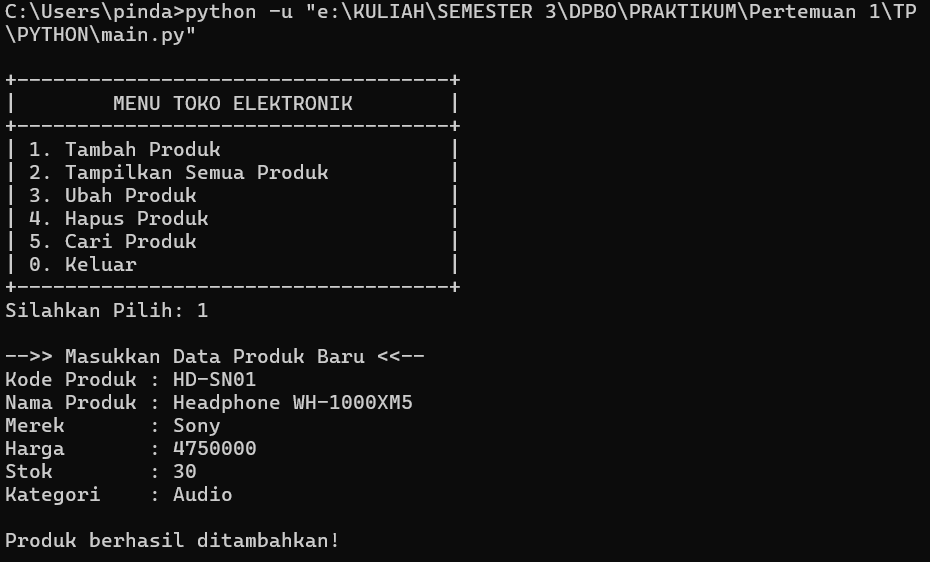 C:\Users\pinda>python -u "e:\KULIAH\SEMESTER 3\DPBO\PRAKTIKUM\Pertemuan 1\TP
\PYTHON\main.py"

+------------------------------------+
|        MENU TOKO ELEKTRONIK        |
+------------------------------------+
| 1. Tambah Produk                   |
| 2. Tampilkan Semua Produk          |
| 3. Ubah Produk                     |
| 4. Hapus Produk                    |
| 5. Cari Produk                     |
| 0. Keluar                          |
+------------------------------------+
Silahkan Pilih: 1

-->> Masukkan Data Produk Baru <<--
Kode Produk : HD-SN01
Nama Produk : Headphone WH-1000XM5
Merek       : Sony
Harga       : 4750000
Stok        : 30
Kategori    : Audio

Produk berhasil ditambahkan!